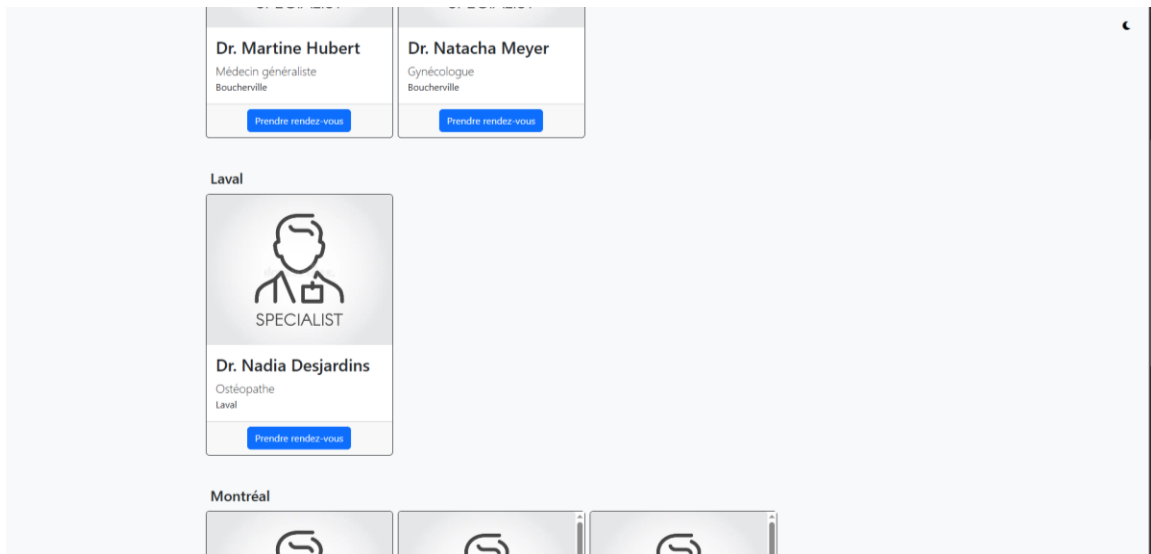 Dr. Martine Hubert
Médecin généraliste
Boucherville
Prendre rendez-vous
Dr. Natacha Meyer
Gynécologue
Boucherville
Prendre rendez-vous
Laval
SPECIALIST
Dr. Nadia Desjardins
Ostéopathe
Laval
Prendre rendez-vous
Montréal